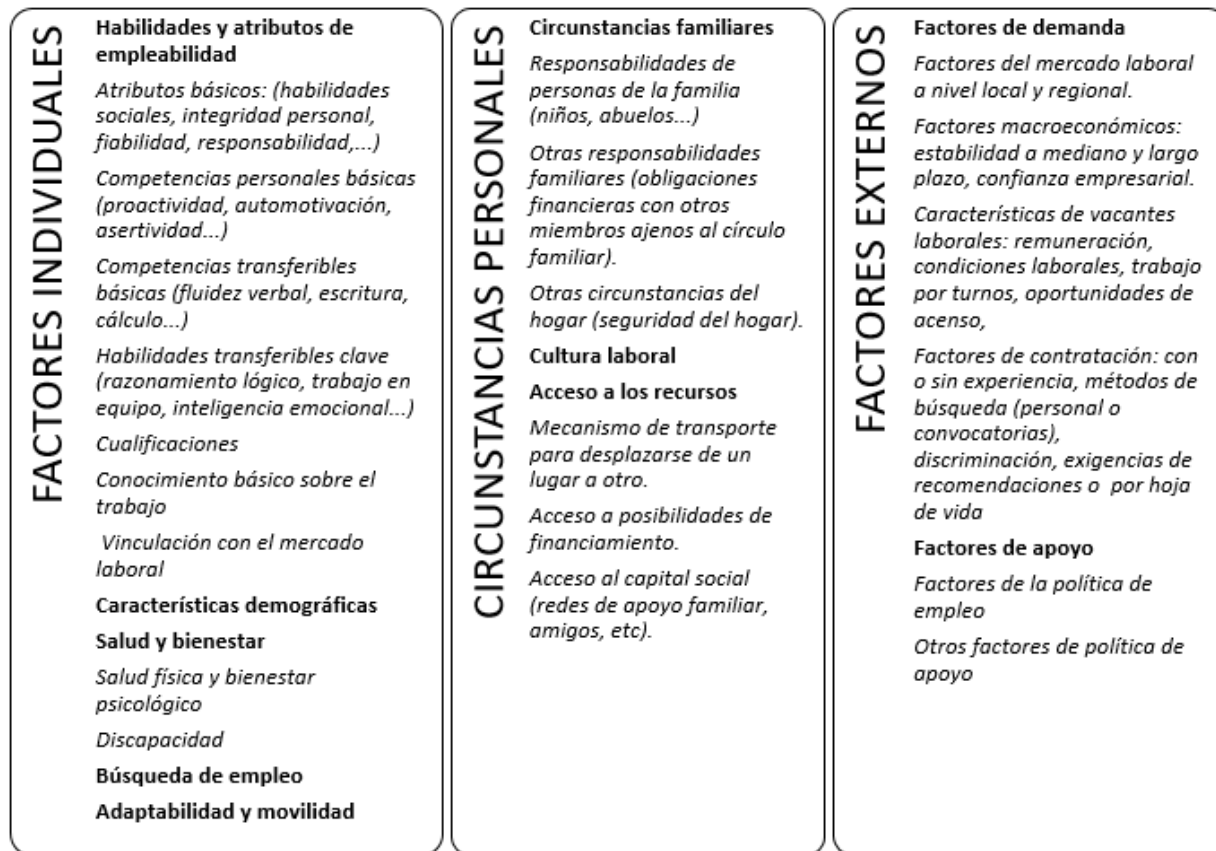 FACTORES INDIVIDUALES
Habilidades y atributos de
empleabilidad
Atributos básicos: (habilidades
sociales, integridad personal,
fiabilidad, responsabilidad,...)
Competencias personales básicas
(proactividad, automotivación,
asertividad...)
Competencias transferibles
básicas (fluidez verbal, escritura,
cálculo...)
Habilidades transferibles clave
(razonamiento lógico, trabajo en
equipo, inteligencia emocional...)
Cualificaciones
Conocimiento básico sobre el
trabajo
Vinculación con el mercado
laboral
Características demográficas
Salud y bienestar
Salud física y bienestar
psicológico
Discapacidad
Búsqueda de empleo
Adaptabilidad y movilidad
CIRCUNSTANCIAS PERSONALES
Circunstancias familiares
Responsabilidades de
personas de la familia
(niños, abuelos...)
Otras responsabilidades
familiares (obligaciones
financieras con otros
miembros ajenos al círculo
familiar).
Otras circunstancias del
hogar (seguridad del hogar).
Cultura laboral
Acceso a los recursos
Mecanismo de transporte
para desplazarse de un
lugar a otro.
Acceso a posibilidades de
financiamiento.
Acceso al capital social
(redes de apoyo familiar,
amigos, etc).
FACTORES EXTERNOS
Factores de demanda
Factores del mercado laboral
a nivel local y regional.
Factores macroeconómicos:
estabilidad a mediano y largo
plazo, confianza empresarial.
Características de vacantes
laborales: remuneración,
condiciones laborales, trabajo
por turnos, oportunidades de
acenso,
Factores de contratación: con
o sin experiencia, métodos de
búsqueda (personal o
convocatorias),
discriminación, exigencias de
recomendaciones o por hoja
de vida
Factores de apoyo
Factores de la política de
empleo
Otros factores de política de
apoyo